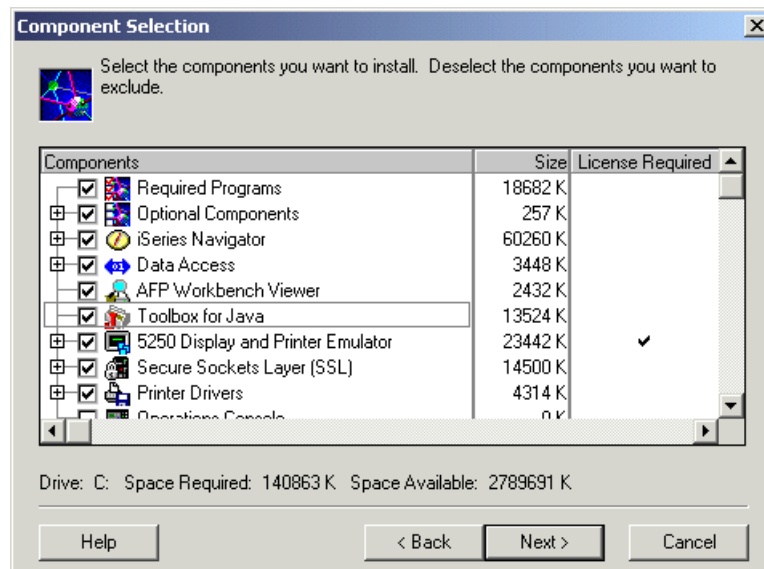 Component Selection
Select the components you want to install. Deselect the components you want to
exclude.
Components Size License Required
Required Programs 18682 K
Optional Components 257 K
iSeries Navigator 60260 K
Data Access 3448 K
AFP Workbench Viewer 2432 K
Toolbox for Java 13524 K
5250 Display and Printer Emulator 23442 K
Secure Sockets Layer (SSL) 14500 K
Printer Drivers 4314 K
Operations Console 0 K
Drive: C: Space Required: 140863 K Space Available: 2789691 K
Help < Back Next > Cancel